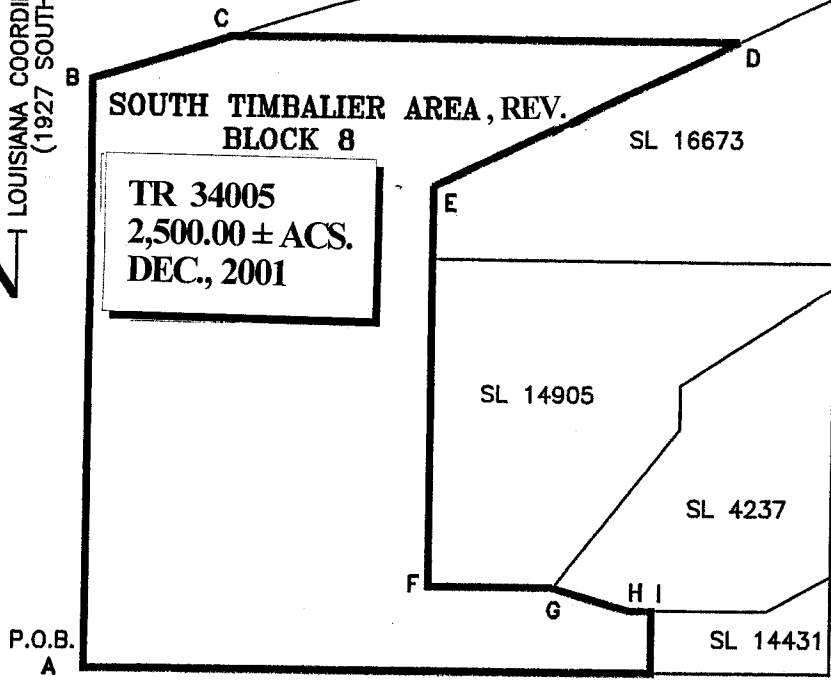 LOUISIANA COORDI
(1927 SOUTH
C
B
D
SOUTH TIMBALIER AREA, REV.
BLOCK 8
SL 16673
TR 34005
2,500.00 ± ACS.
DEC., 2001
E
SL 14905
SL 4237
F
G
H I
P.O.B.
A
SL 14431